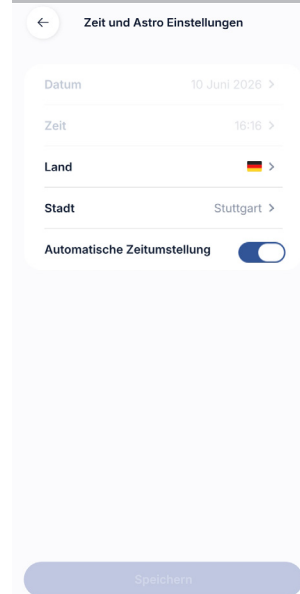 Zeit und Astro Einstellungen
Datum 10 Juni 2026
Zeit 16:16
Land
Stadt Stuttgart
Automatische Zeitumstellung
Speichern